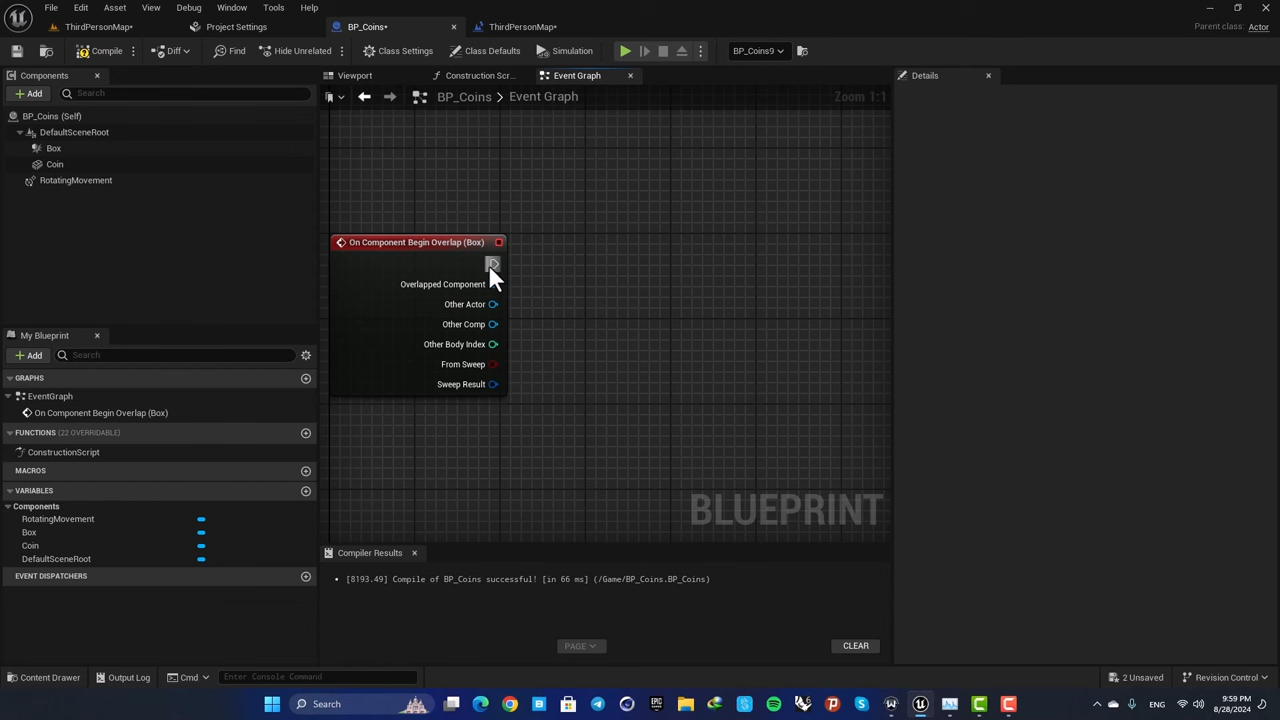 File Edit Asset View Debug Window Tools Help
Parent class: Actor
ThirdPersonMap• Project Settings BP_Coins• ThirdPersonMap•
Compile Diff Find Hide Unrelated Class Settings Class Defaults Simulation BP_Coins9
Components
Add Search
BP_Coins (Self)
DefaultSceneRoot
Box
Coin
RotatingMovement
Viewport Construction Scr... Event Graph
BP_Coins > Event Graph Zoom 1:1
On Component Begin Overlap (Box)
Overlapped Component
Other Actor
Other Comp
Other Body Index
From Sweep
Sweep Result
BLUEPRINT
Details
My Blueprint
Add Search
GRAPHS
EventGraph
On Component Begin Overlap (Box)
FUNCTIONS (22 OVERRIDABLE)
ConstructionScript
MACROS
VARIABLES
Components
RotatingMovement
Box
Coin
DefaultSceneRoot
EVENT DISPATCHERS
Compiler Results
[8193.49] Compile of BP_Coins successful! [in 66 ms] (/Game/BP_Coins.BP_Coins)
PAGE CLEAR
Content Drawer Output Log Cmd Enter Console Command 2 Unsaved Revision Control
Search
9:59 PM
8/28/2024